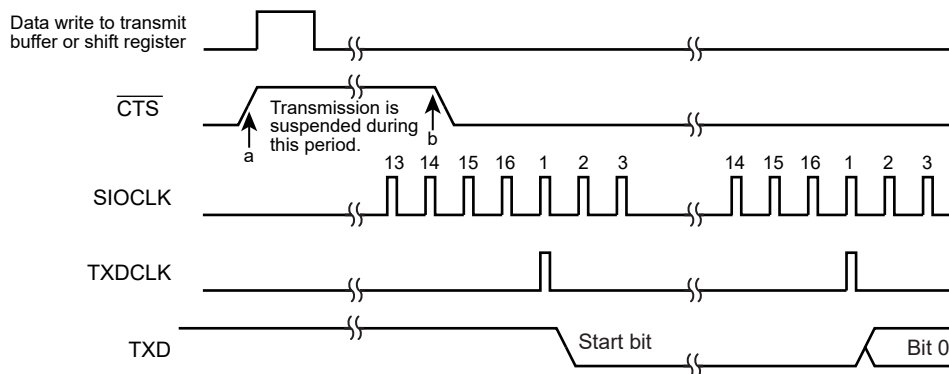 Data write to transmit
buffer or shift register
CTS
Transmission is
suspended during
this period.
a
b
13 14 15 16 1 2 3 14 15 16 1 2 3
SIOCLK
TXDCLK
TXD
Start bit
Bit 0